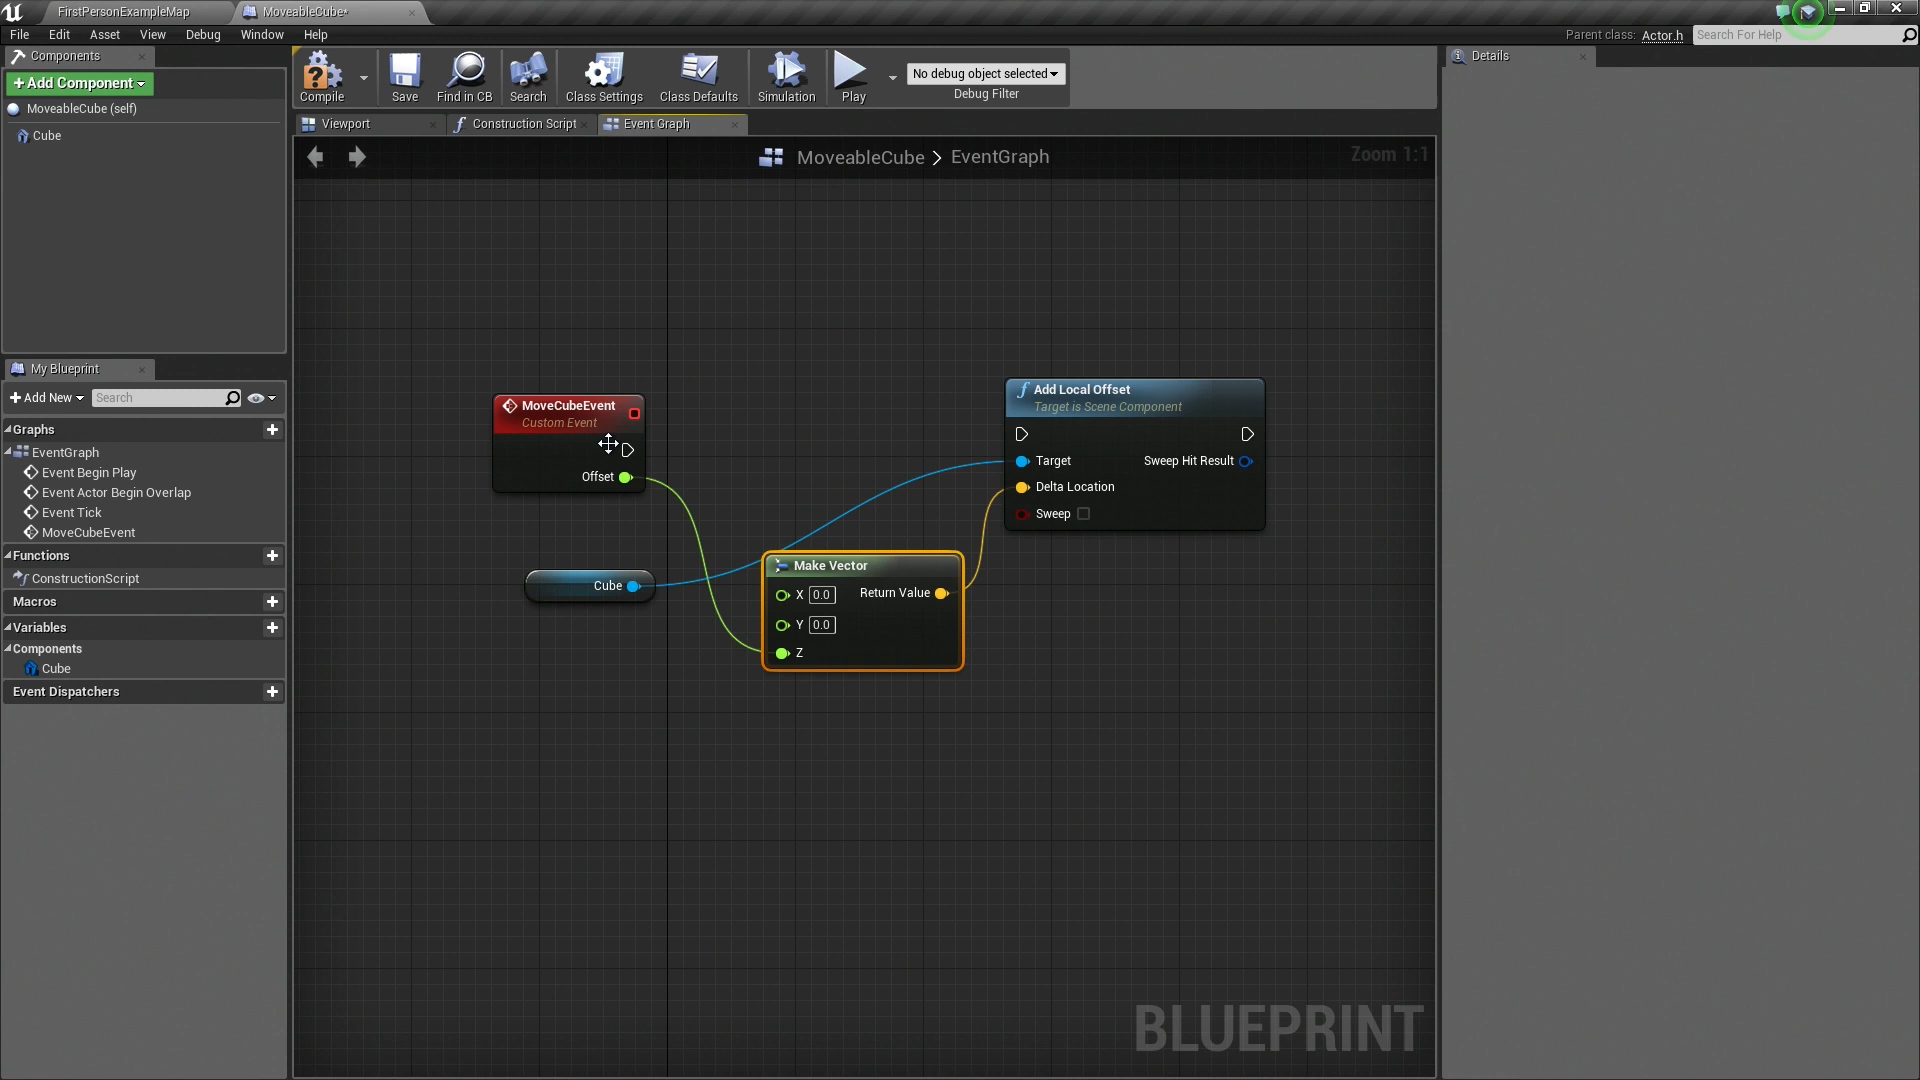 FirstPersonExampleMap
MoveableCube*
File Edit Asset View Debug Window Help
Parent class: Actor.h
Search For Help
Components
+Add Component
MoveableCube (self)
Cube
Compile
Save
Find in CB
Search
Class Settings
Class Defaults
Simulation
Play
No debug object selected
Debug Filter
Details
Viewport
Construction Script
Event Graph
MoveableCube > EventGraph
Zoom 1:1
My Blueprint
+Add New
Search
Graphs
EventGraph
Event Begin Play
Event Actor Begin Overlap
Event Tick
MoveCubeEvent
Functions
ConstructionScript
Macros
Variables
Components
Cube
Event Dispatchers
MoveCubeEvent
Custom Event
Offset
Cube
Make Vector
X 0.0 Return Value
Y 0.0
Z
Add Local Offset
Target is Scene Component
Target Sweep Hit Result
Delta Location
Sweep
BLUEPRINT